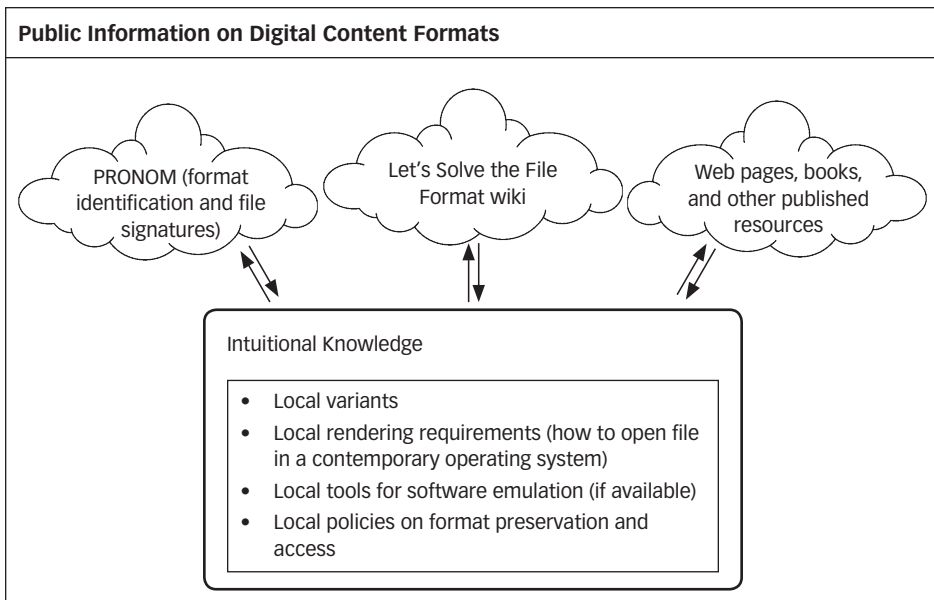 Public Information on Digital Content Formats
PRONOM (format
identification and file
signatures)
Let's Solve the File
Format wiki
Web pages, books,
and other published
resources
Intuitional Knowledge
• Local variants
• Local rendering requirements (how to open file
in a contemporary operating system)
• Local tools for software emulation (if available)
• Local policies on format preservation and
access